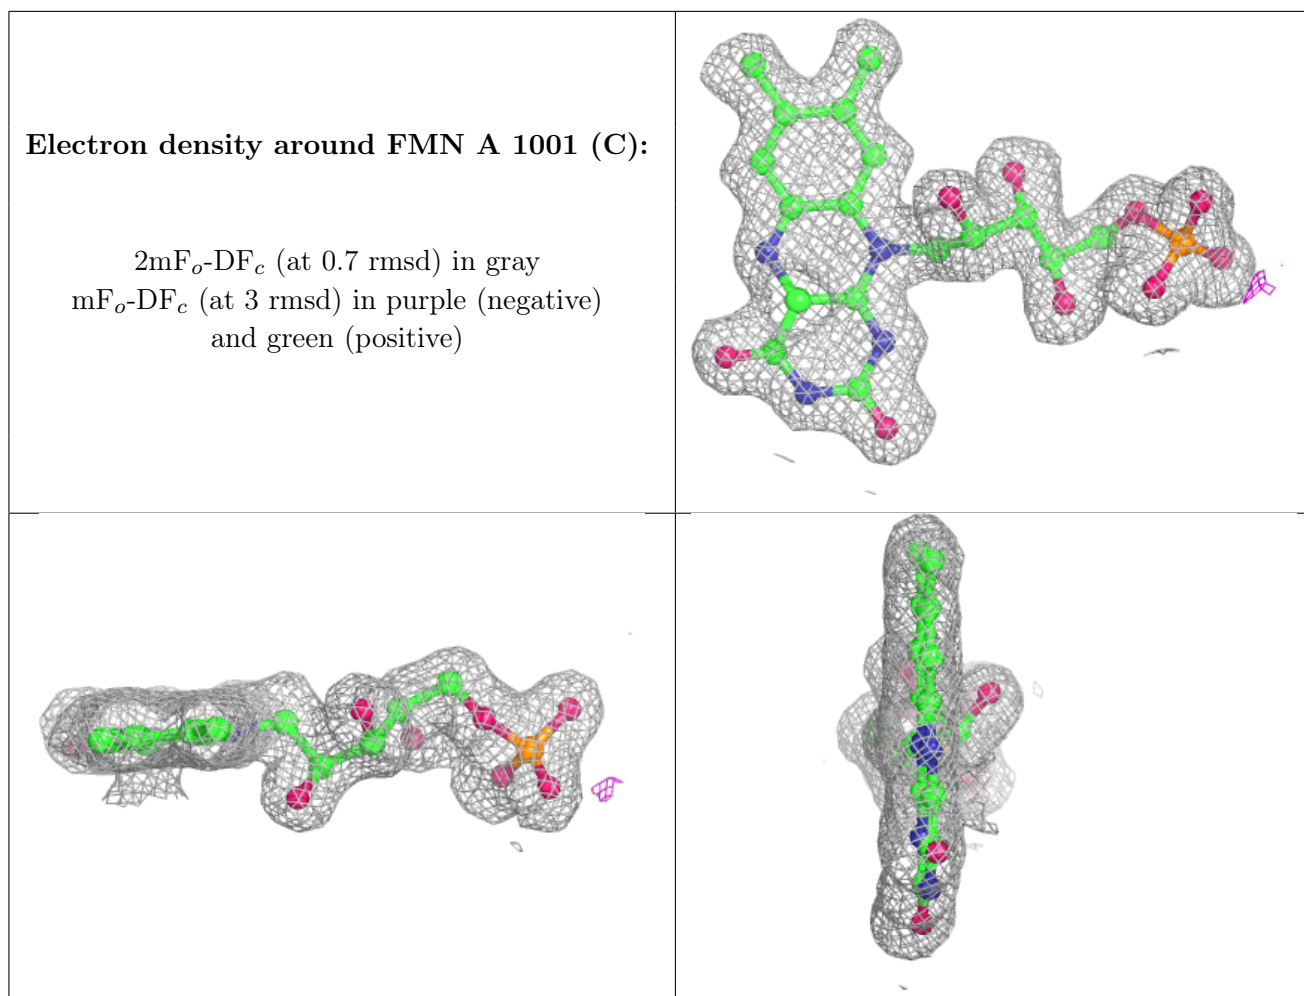 Electron density around FMN A 1001 (C):
2mFo-DFc (at 0.7 rmsd) in gray
mFo-DFc (at 3 rmsd) in purple (negative)
and green (positive)